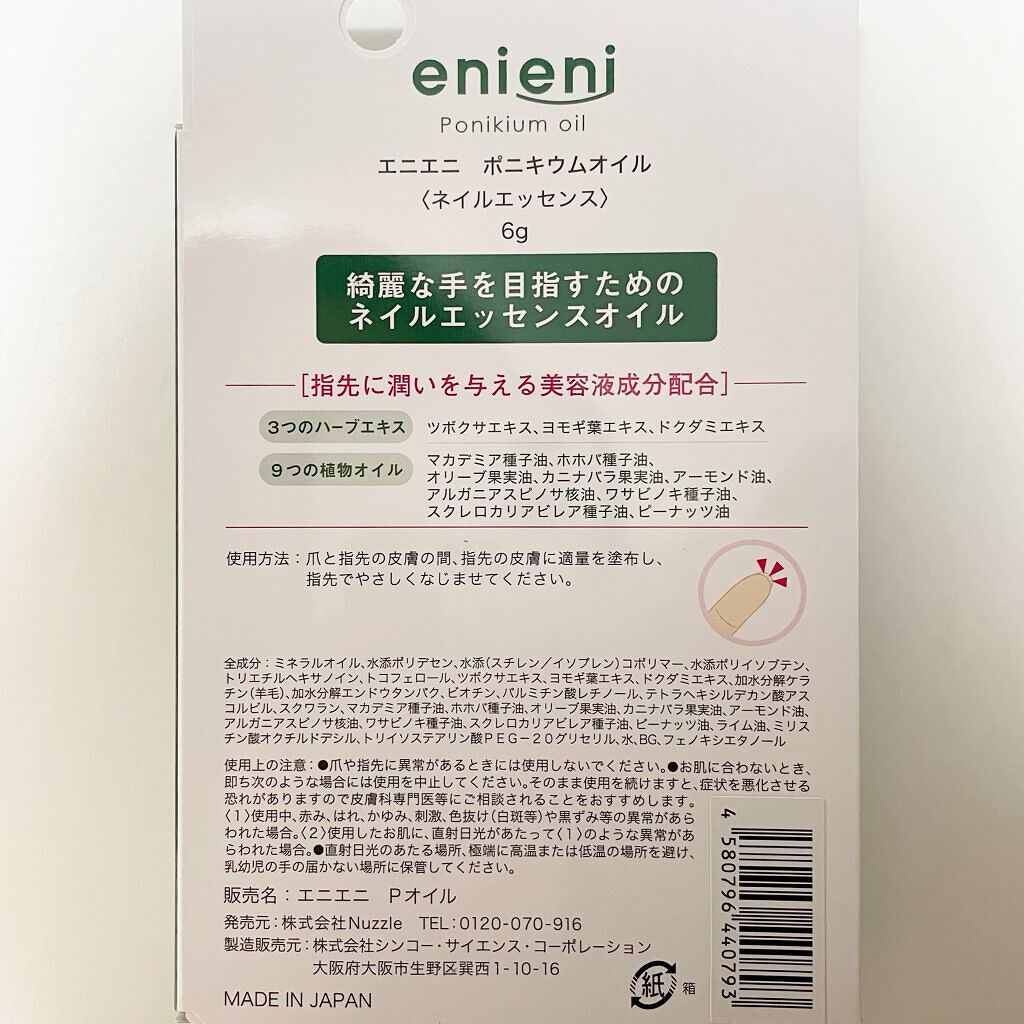 enieni
Ponikium oil
エニエニ　ポニキウムオイル
〈ネイルエッセンス〉
6g
綺麗な手を目指すための
ネイルエッセンスオイル
[指先に潤いを与える美容液成分配合]
3つのハーブエキス
ツボクサエキス、ヨモギ葉エキス、ドクダミエキス
9つの植物オイル
マカデミア種子油、ホホバ種子油、
オリーブ果実油、カニナバラ果実油、アーモンド油、
アルガニアスピノサ核油、ワサビノキ種子油、
スクレロカリアビレア種子油、ピーナッツ油
使用方法：爪と指先の皮膚の間、指先の皮膚に適量を塗布し、
指先でやさしくなじませてください。
全成分：ミネラルオイル、水添ポリデセン、水添（スチレン／イソプレン）コポリマー、水添ポリイソブテン、
トリエチルヘキサノイン、トコフェロール、ツボクサエキス、ヨモギ葉エキス、ドクダミエキス、加水分解ケラ
チン（羊毛）、加水分解エンドウタンパク、ビオチン、パルミチン酸レチノール、テトラヘキシルデカン酸アス
コルビル、スクワラン、マカデミア種子油、ホホバ種子油、オリーブ果実油、カニナバラ果実油、アーモンド油、
アルガニアスピノサ核油、ワサビノキ種子油、スクレロカリアビレア種子油、ピーナッツ油、ライム油、ミリス
チン酸オクチルドデシル、トリイソステアリン酸PEG－20グリセリル、水、BG、フェノキシエタノール
使用上の注意：●爪や指先に異常があるときには使用しないでください。●お肌に合わないとき、
即ち次のような場合には使用を中止してください。そのまま使用を続けますと、症状を悪化させる
恐れがありますので皮膚科専門医等にご相談されることをおすすめします。
〈1〉使用中、赤み、はれ、かゆみ、刺激、色抜け（白斑等）や黒ずみ等の異常があら
われた場合。〈2〉使用したお肌に、直射日光があたって〈1〉のような異常があ
らわれた場合。●直射日光のあたる場所、極端に高温または低温の場所を避け、
乳幼児の手の届かない場所に保管してください。
販売名：エニエニ　Pオイル
発売元：株式会社Nuzzle　TEL：0120-070-916
製造販売元：株式会社シンコー・サイエンス・コーポレーション
大阪府大阪市生野区巽西1-10-16
MADE IN JAPAN
紙
箱
4 580796 440793